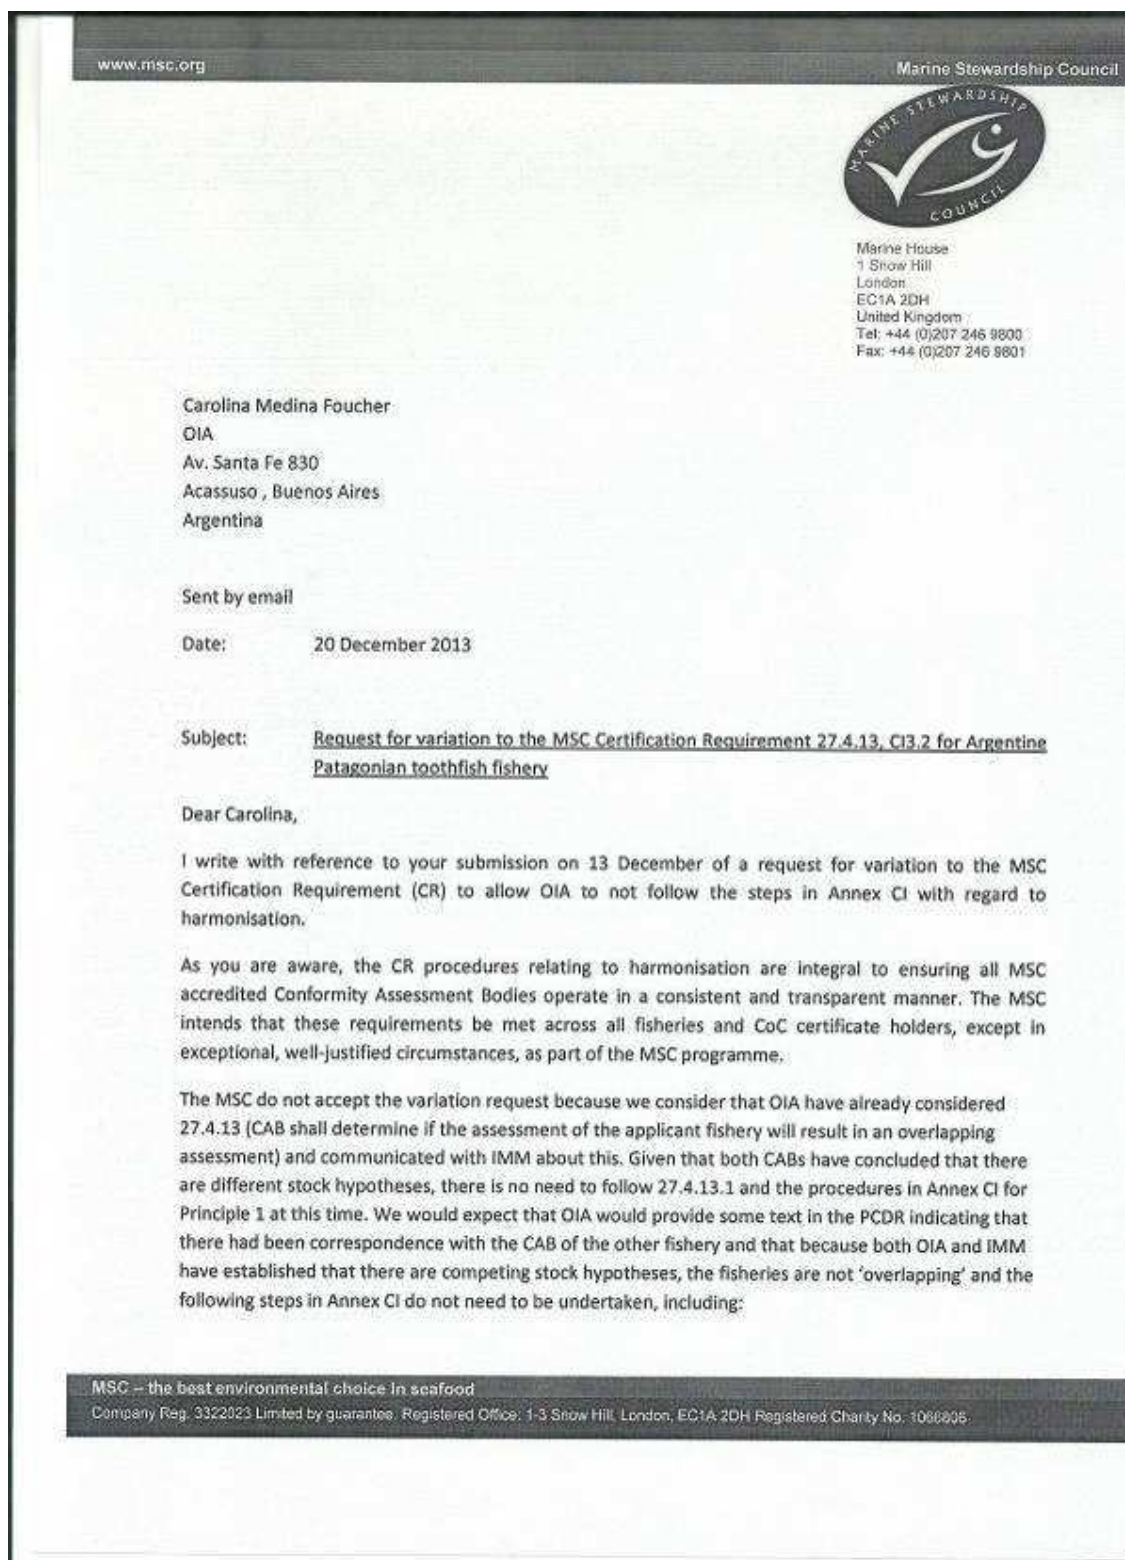 www.msc.org
Marine Stewardship Council
MARINE STEWARDSHIP
COUNCIL
Marine House
1 Snow Hill
London
EC1A 2DH
United Kingdom
Tel: +44 (0)207 246 9800
Fax: +44 (0)207 246 9801
Carolina Medina Foucher
OIA
Av. Santa Fe 830
Acassuso , Buenos Aires
Argentina
Sent by email
Date: 20 December 2013
Subject: Request for variation to the MSC Certification Requirement 27.4.13, CI3.2 for Argentine
Patagonian toothfish fishery
Dear Carolina,
I write with reference to your submission on 13 December of a request for variation to the MSC
Certification Requirement (CR) to allow OIA to not follow the steps in Annex CI with regard to
harmonisation.
As you are aware, the CR procedures relating to harmonisation are integral to ensuring all MSC
accredited Conformity Assessment Bodies operate in a consistent and transparent manner. The MSC
intends that these requirements be met across all fisheries and CoC certificate holders, except in
exceptional, well-justified circumstances, as part of the MSC programme.
The MSC do not accept the variation request because we consider that OIA have already considered
27.4.13 (CAB shall determine if the assessment of the applicant fishery will result in an overlapping
assessment) and communicated with IMM about this. Given that both CABs have concluded that there
are different stock hypotheses, there is no need to follow 27.4.13.1 and the procedures in Annex CI for
Principle 1 at this time. We would expect that OIA would provide some text in the PCDR indicating that
there had been correspondence with the CAB of the other fishery and that because both OIA and IMM
have established that there are competing stock hypotheses, the fisheries are not 'overlapping' and the
following steps in Annex CI do not need to be undertaken, including:
MSC – the best environmental choice in seafood
Company Reg. 3322023 Limited by guarantee. Registered Office: 1-3 Snow Hill, London, EC1A 2DH Registered Charity No. 1066806